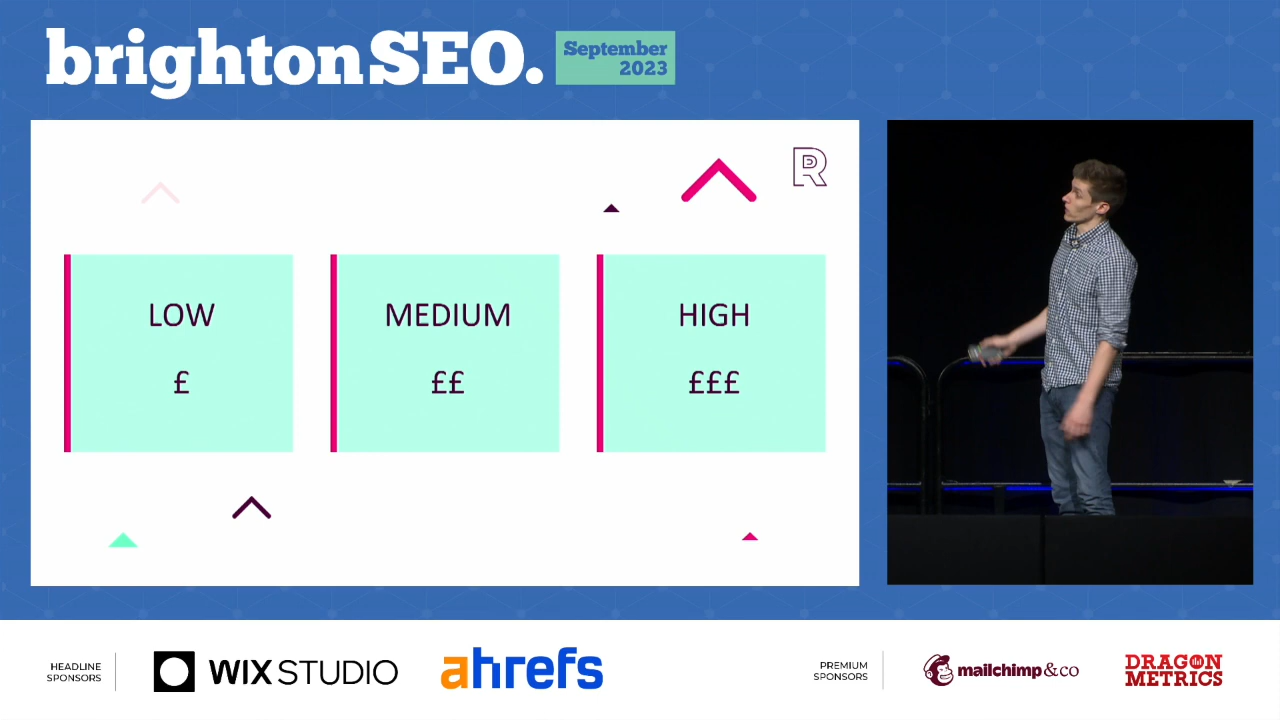 brightonSEO.
September
2023
R
LOW
£
MEDIUM
££
HIGH
£££
HEADLINE
SPONSORS
WIX STUDIO
ahrefs
PREMIUM
SPONSORS
mailchimp&co
DRAGON
METRICS